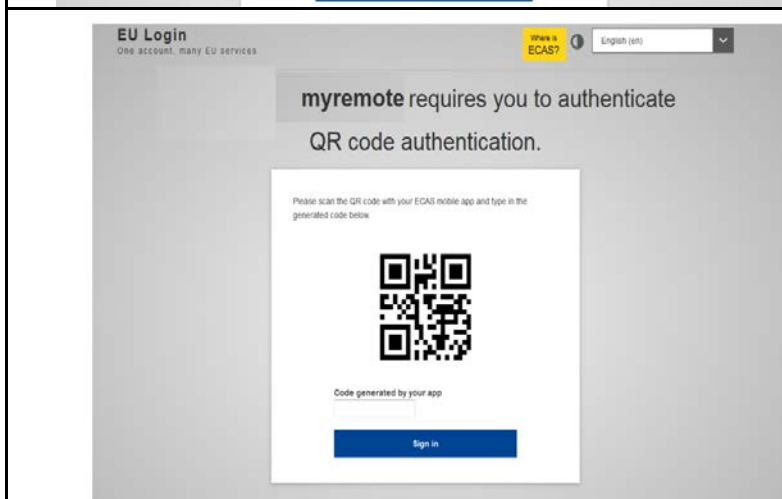 EU Login
One account, many EU services
Where is
ECAS?
English (en)
myremote requires you to authenticate
QR code authentication.
Please scan the QR code with your ECAS mobile app and type in the
generated code below.
Code generated by your app
Sign in